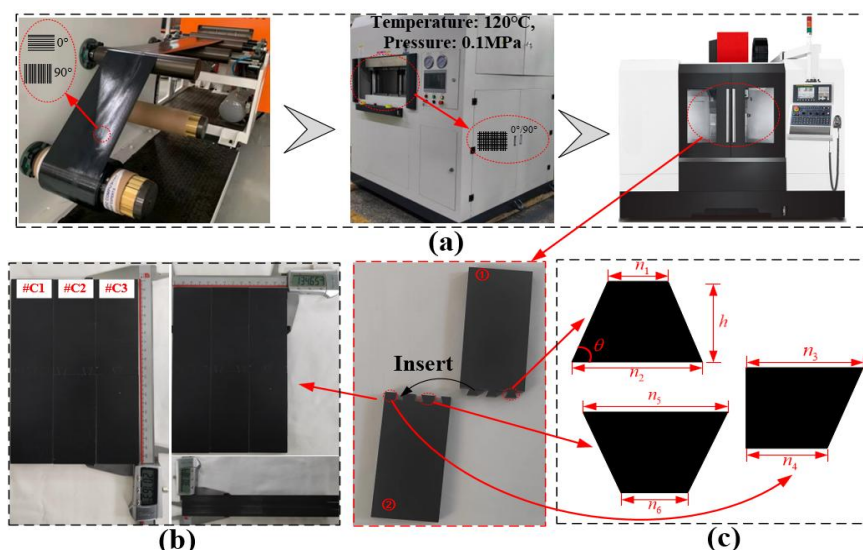 0°
90°
Temperature: 120°C,
Pressure: 0.1MPa
0°/90°
(a)
#C1
#C2
#C3
Insert
①
②
(b)
n₁
h
θ
n₂
n₃
n₅
n₄
n₆
(c)